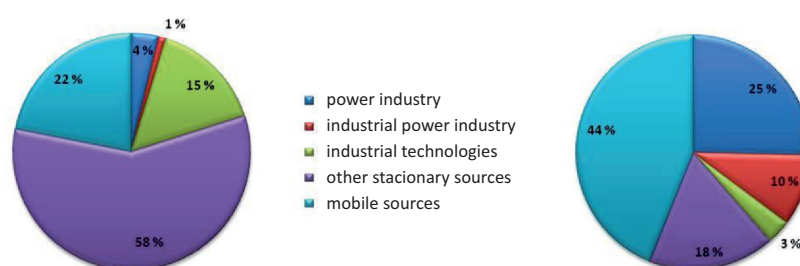 1 %
4 %
15 %
22 %
58 %
power industry
industrial power industry
industrial technologies
other stacionary sources
mobile sources
25 %
44 %
10 %
3 %
18 %